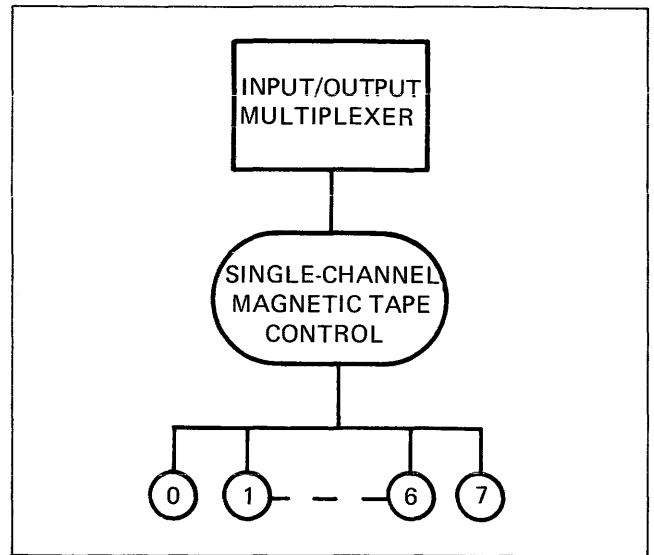 INPUT/OUTPUT
MULTIPLEXER
SINGLE-CHANNEL
MAGNETIC TAPE
CONTROL
0 1 6 7